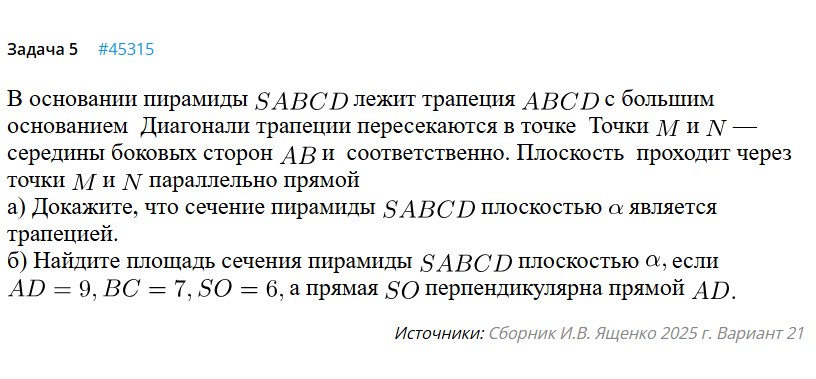 Задача 5 #45315
В основании пирамиды SABCD лежит трапеция ABCD с большим
основанием Диагонали трапеции пересекаются в точке Точки M и N —
середины боковых сторон AB и соответственно. Плоскость проходит через
точки M и N параллельно прямой
а) Докажите, что сечение пирамиды SABCD плоскостью α является
трапецией.
б) Найдите площадь сечения пирамиды SABCD плоскостью α, если
AD = 9, BC = 7, SO = 6, а прямая SO перпендикулярна прямой AD.
Источники: Сборник И.В. Ященко 2025 г. Вариант 21